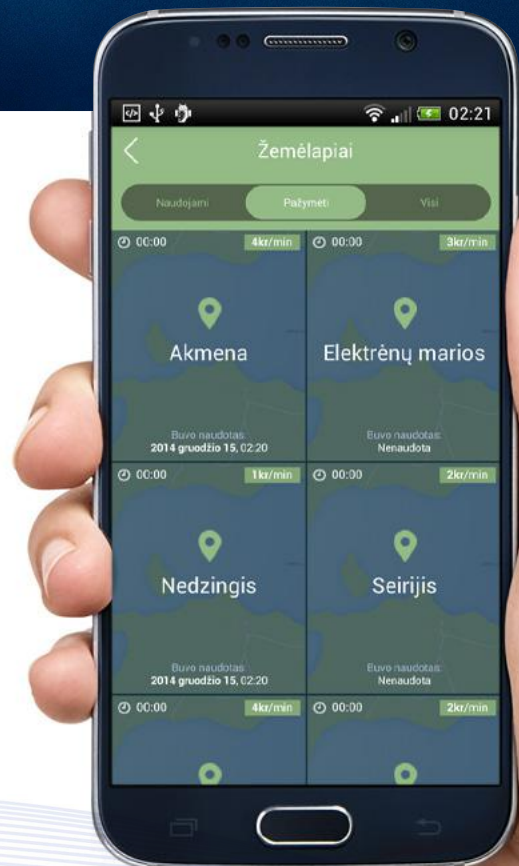 02:21
Žemėlapiai
Naudojami Pažymėti Visi
00:00 4kr/min
Akmena
Buvo naudotas:
2014 gruodžio 15, 02:20
00:00 3kr/min
Elektrėnų marios
Buvo naudotas:
Nenaudota
00:00 1kr/min
Nedzingis
Buvo naudotas:
2014 gruodžio 15, 02:20
00:00 2kr/min
Seirijis
Buvo naudotas:
Nenaudota
00:00 4kr/min
00:00 2kr/min